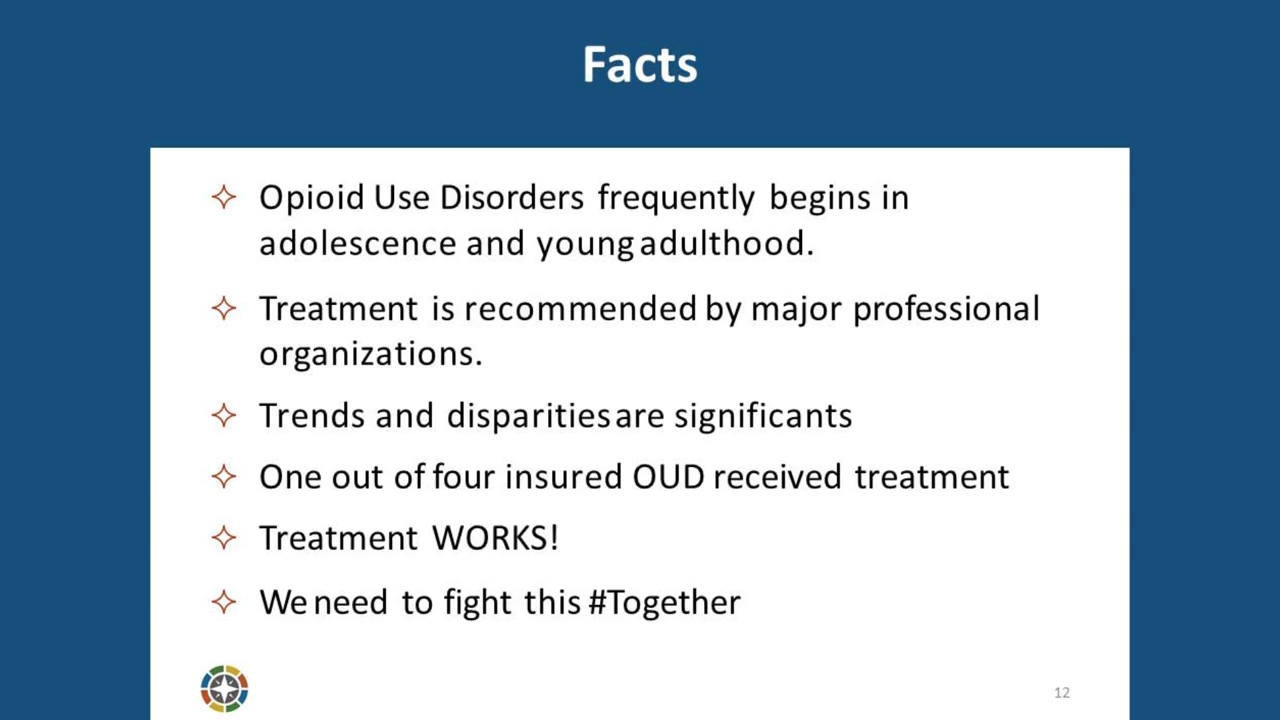 Facts
Opioid Use Disorders frequently begins in
adolescence and young adulthood.
Treatment is recommended by major professional
organizations.
Trends and disparities are significants
One out of four insured OUD received treatment
Treatment WORKS!
We need to fight this #Together
12